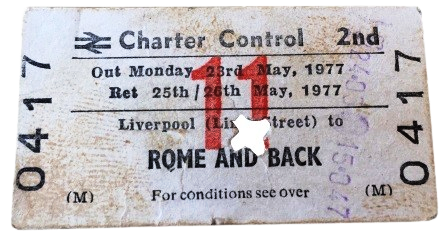 Charter Control 2nd
Out Monday 23rd May, 1977
Ret 25th/26th May, 1977
11
Liverpool (Li Street) to
ROME AND BACK
(M) For conditions see over (M)
0417
0417